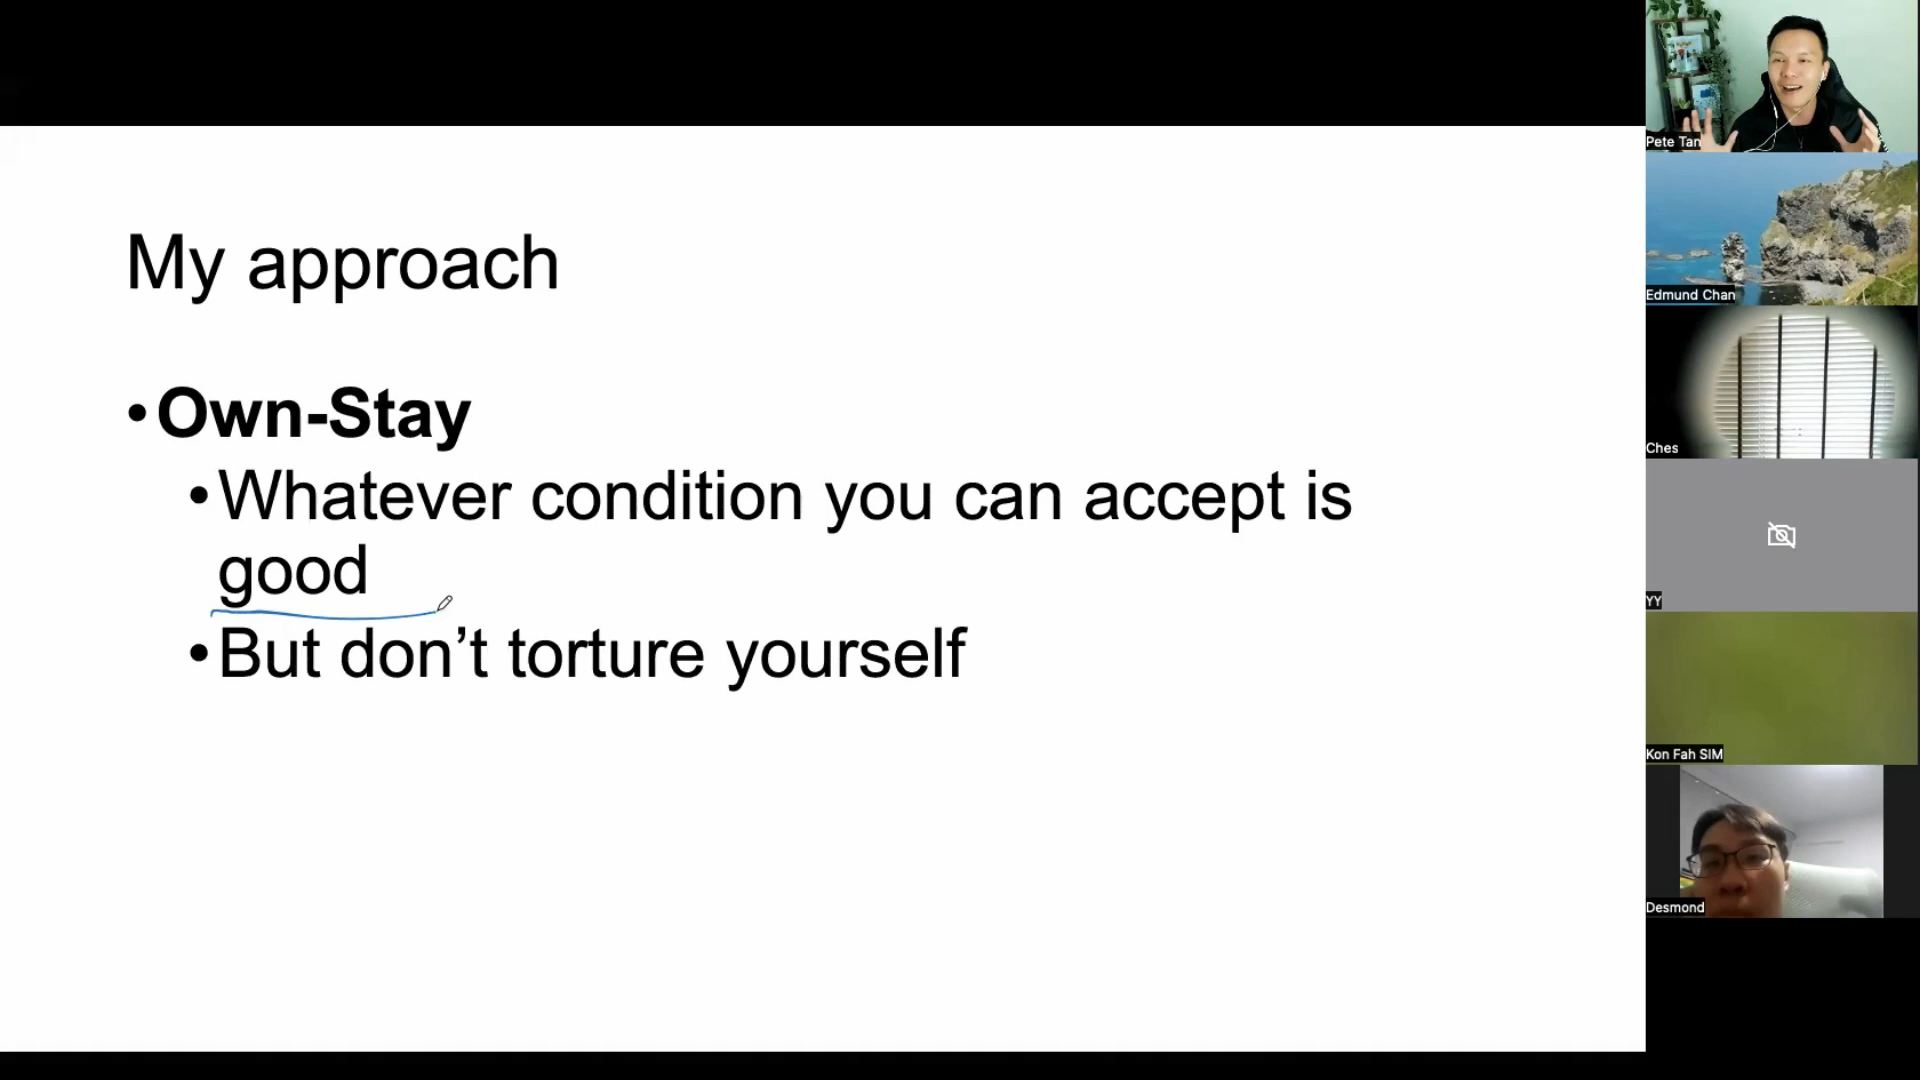 My approach
•Own-Stay
•Whatever condition you can accept is
good
•But don’t torture yourself
Pete Tan
Edmund Chan
Ches
YY
Kon Fah SIM
Desmond